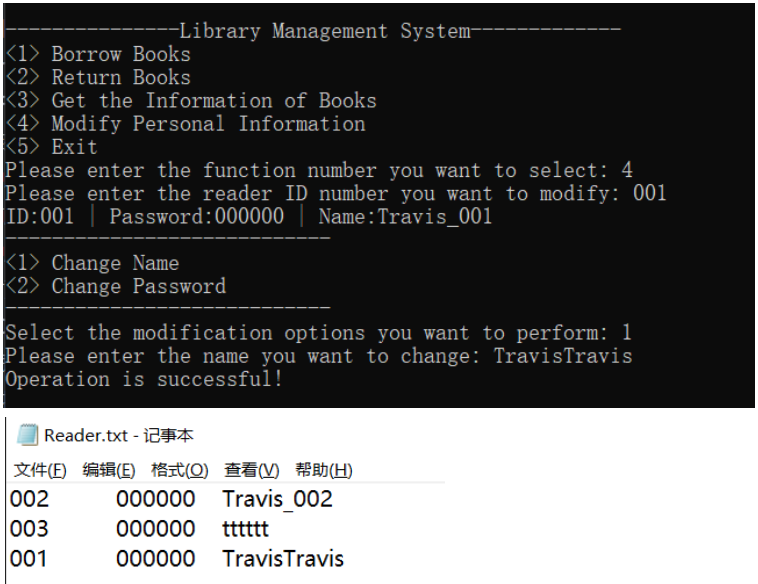 ---------------Library Management System-------------
<1> Borrow Books
<2> Return Books
<3> Get the Information of Books
<4> Modify Personal Information
<5> Exit
Please enter the function number you want to select: 4
Please enter the reader ID number you want to modify: 001
ID:001 | Password:000000 | Name:Travis_001
----------------------------
<1> Change Name
<2> Change Password
----------------------------
Select the modification options you want to perform: 1
Please enter the name you want to change: TravisTravis
Operation is successful!
Reader.txt - 记事本
文件(F) 编辑(E) 格式(O) 查看(V) 帮助(H)
002 000000 Travis_002
003 000000 tttttt
001 000000 TravisTravis